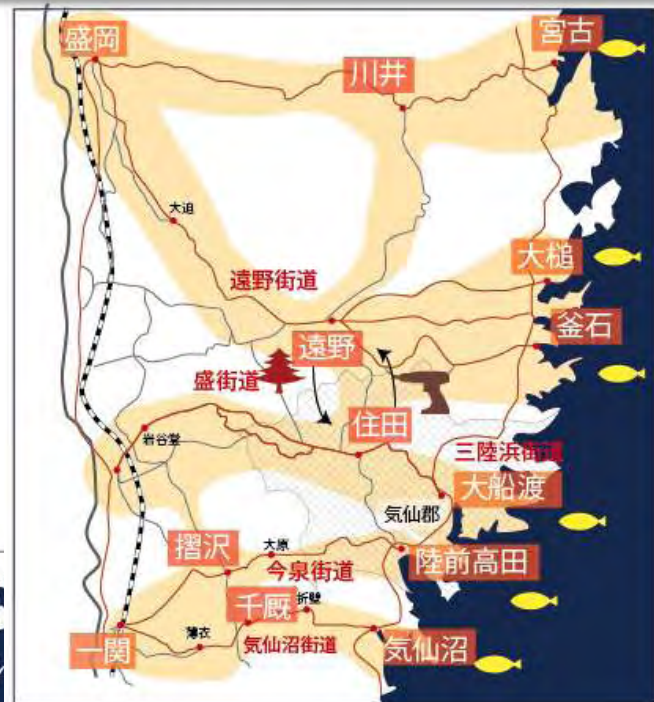 盛岡
宮古
川井
大迫
大槌
遠野街道
釜石
遠野
盛街道
住田
岩谷堂
三陸浜街道
大船渡
気仙郡
摺沢
大原
陸前高田
今泉街道
千厩
折壁
薄衣
気仙沼街道
一関
気仙沼